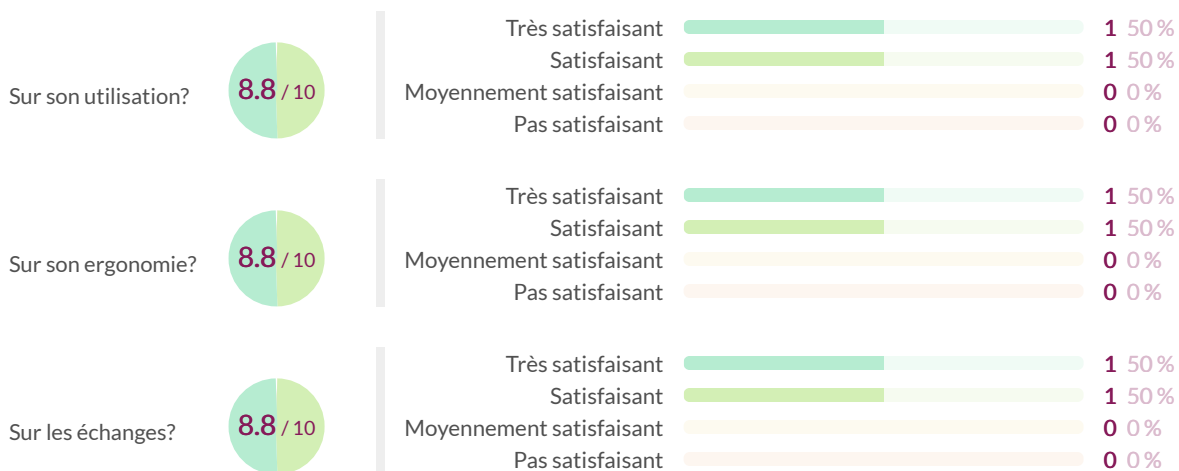 Très satisfaisant 1 50 %
Satisfaisant 1 50 %
Sur son utilisation? 8.8 / 10 Moyennement satisfaisant 0 0 %
Pas satisfaisant 0 0 %
Très satisfaisant 1 50 %
Satisfaisant 1 50 %
Sur son ergonomie? 8.8 / 10 Moyennement satisfaisant 0 0 %
Pas satisfaisant 0 0 %
Très satisfaisant 1 50 %
Satisfaisant 1 50 %
Sur les échanges? 8.8 / 10 Moyennement satisfaisant 0 0 %
Pas satisfaisant 0 0 %